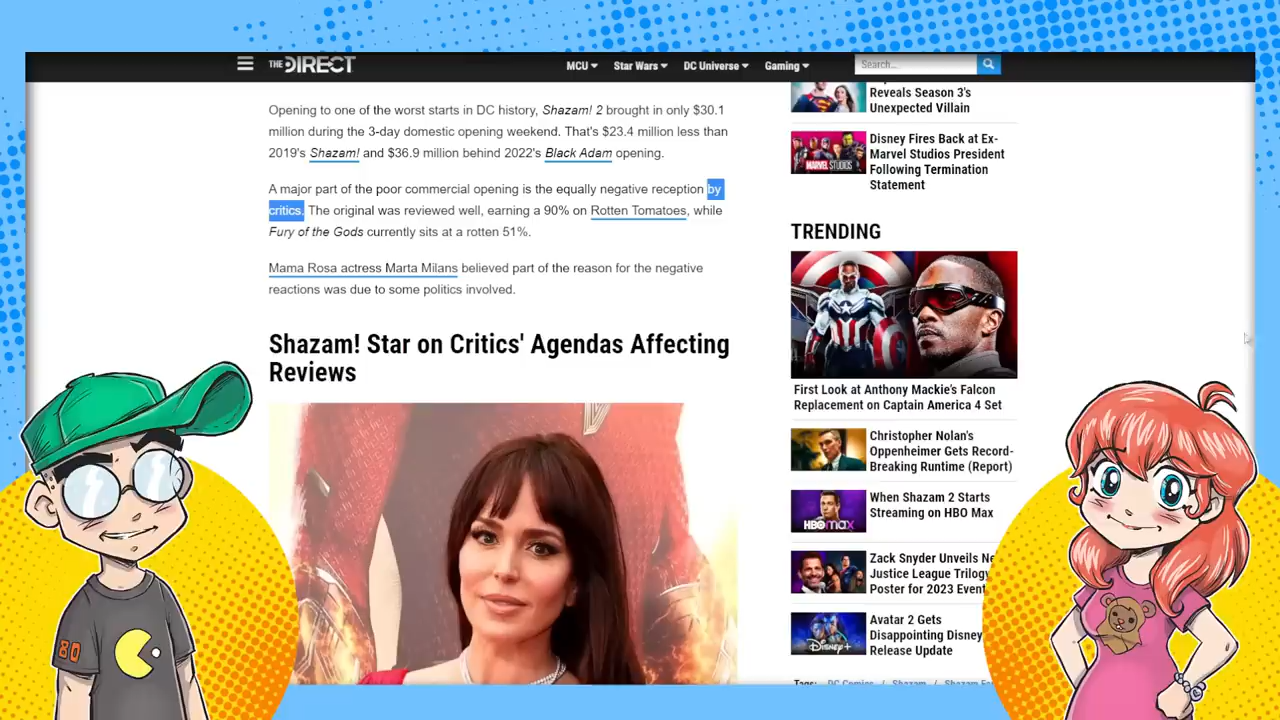 THE DIRECT
MCU
Star Wars
DC Universe
Gaming
Search...
Opening to one of the worst starts in DC history, Shazam! 2 brought in only $30.1
million during the 3-day domestic opening weekend. That's $23.4 million less than
2019's Shazam! and $36.9 million behind 2022's Black Adam opening.
A major part of the poor commercial opening is the equally negative reception by
critics. The original was reviewed well, earning a 90% on Rotten Tomatoes, while
Fury of the Gods currently sits at a rotten 51%.
Mama Rosa actress Marta Milans believed part of the reason for the negative
reactions was due to some politics involved.
Shazam! Star on Critics' Agendas Affecting
Reviews
Reveals Season 3's
Unexpected Villain
MARVEL STUDIOS
Disney Fires Back at Ex-
Marvel Studios President
Following Termination
Statement
TRENDING
First Look at Anthony Mackie's Falcon
Replacement on Captain America 4 Set
Christopher Nolan's
Oppenheimer Gets Record-
Breaking Runtime (Report)
HBOMAX
When Shazam 2 Starts
Streaming on HBO Max
Zack Snyder Unveils
Justice League Trilogy
Poster for 2023 Event
Disney+
Avatar 2 Gets
Disappointing Disney
Release Update
Tags: DC Comics / Shazam /
80